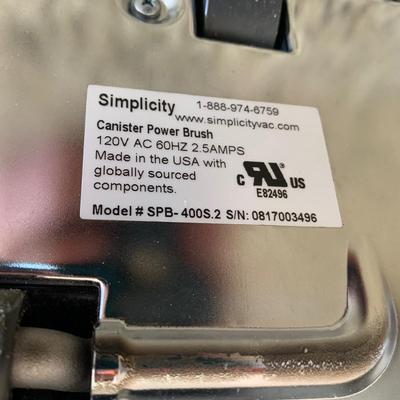 Simplicity 1-888-974-6759
www.simplicityvac.com
Canister Power Brush
120V AC 60HZ 2.5AMPS
Made in the USA with
globally sourced
components.
C UR US
E82496
Model # SPB-400S.2 S/N: 0817003496